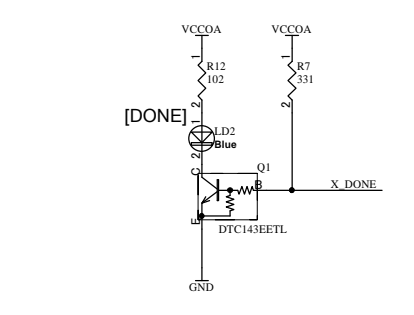 VCCOA VCCOA
1 R12 102 2
1 R7 331 2
[DONE]
1 LD2 Blue 2
C Q1
B X_DONE
E DTC143EETL
GND